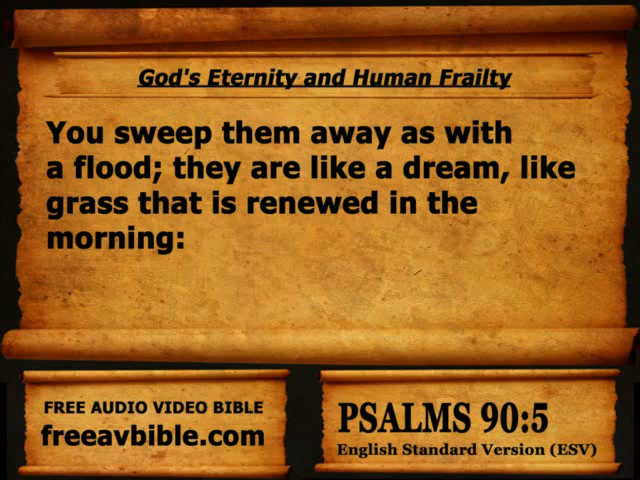 God's Eternity and Human Frailty
You sweep them away as with
a flood; they are like a dream, like
grass that is renewed in the
morning:
FREE AUDIO VIDEO BIBLE
freeavbible.com
PSALMS 90:5
English Standard Version (ESV)